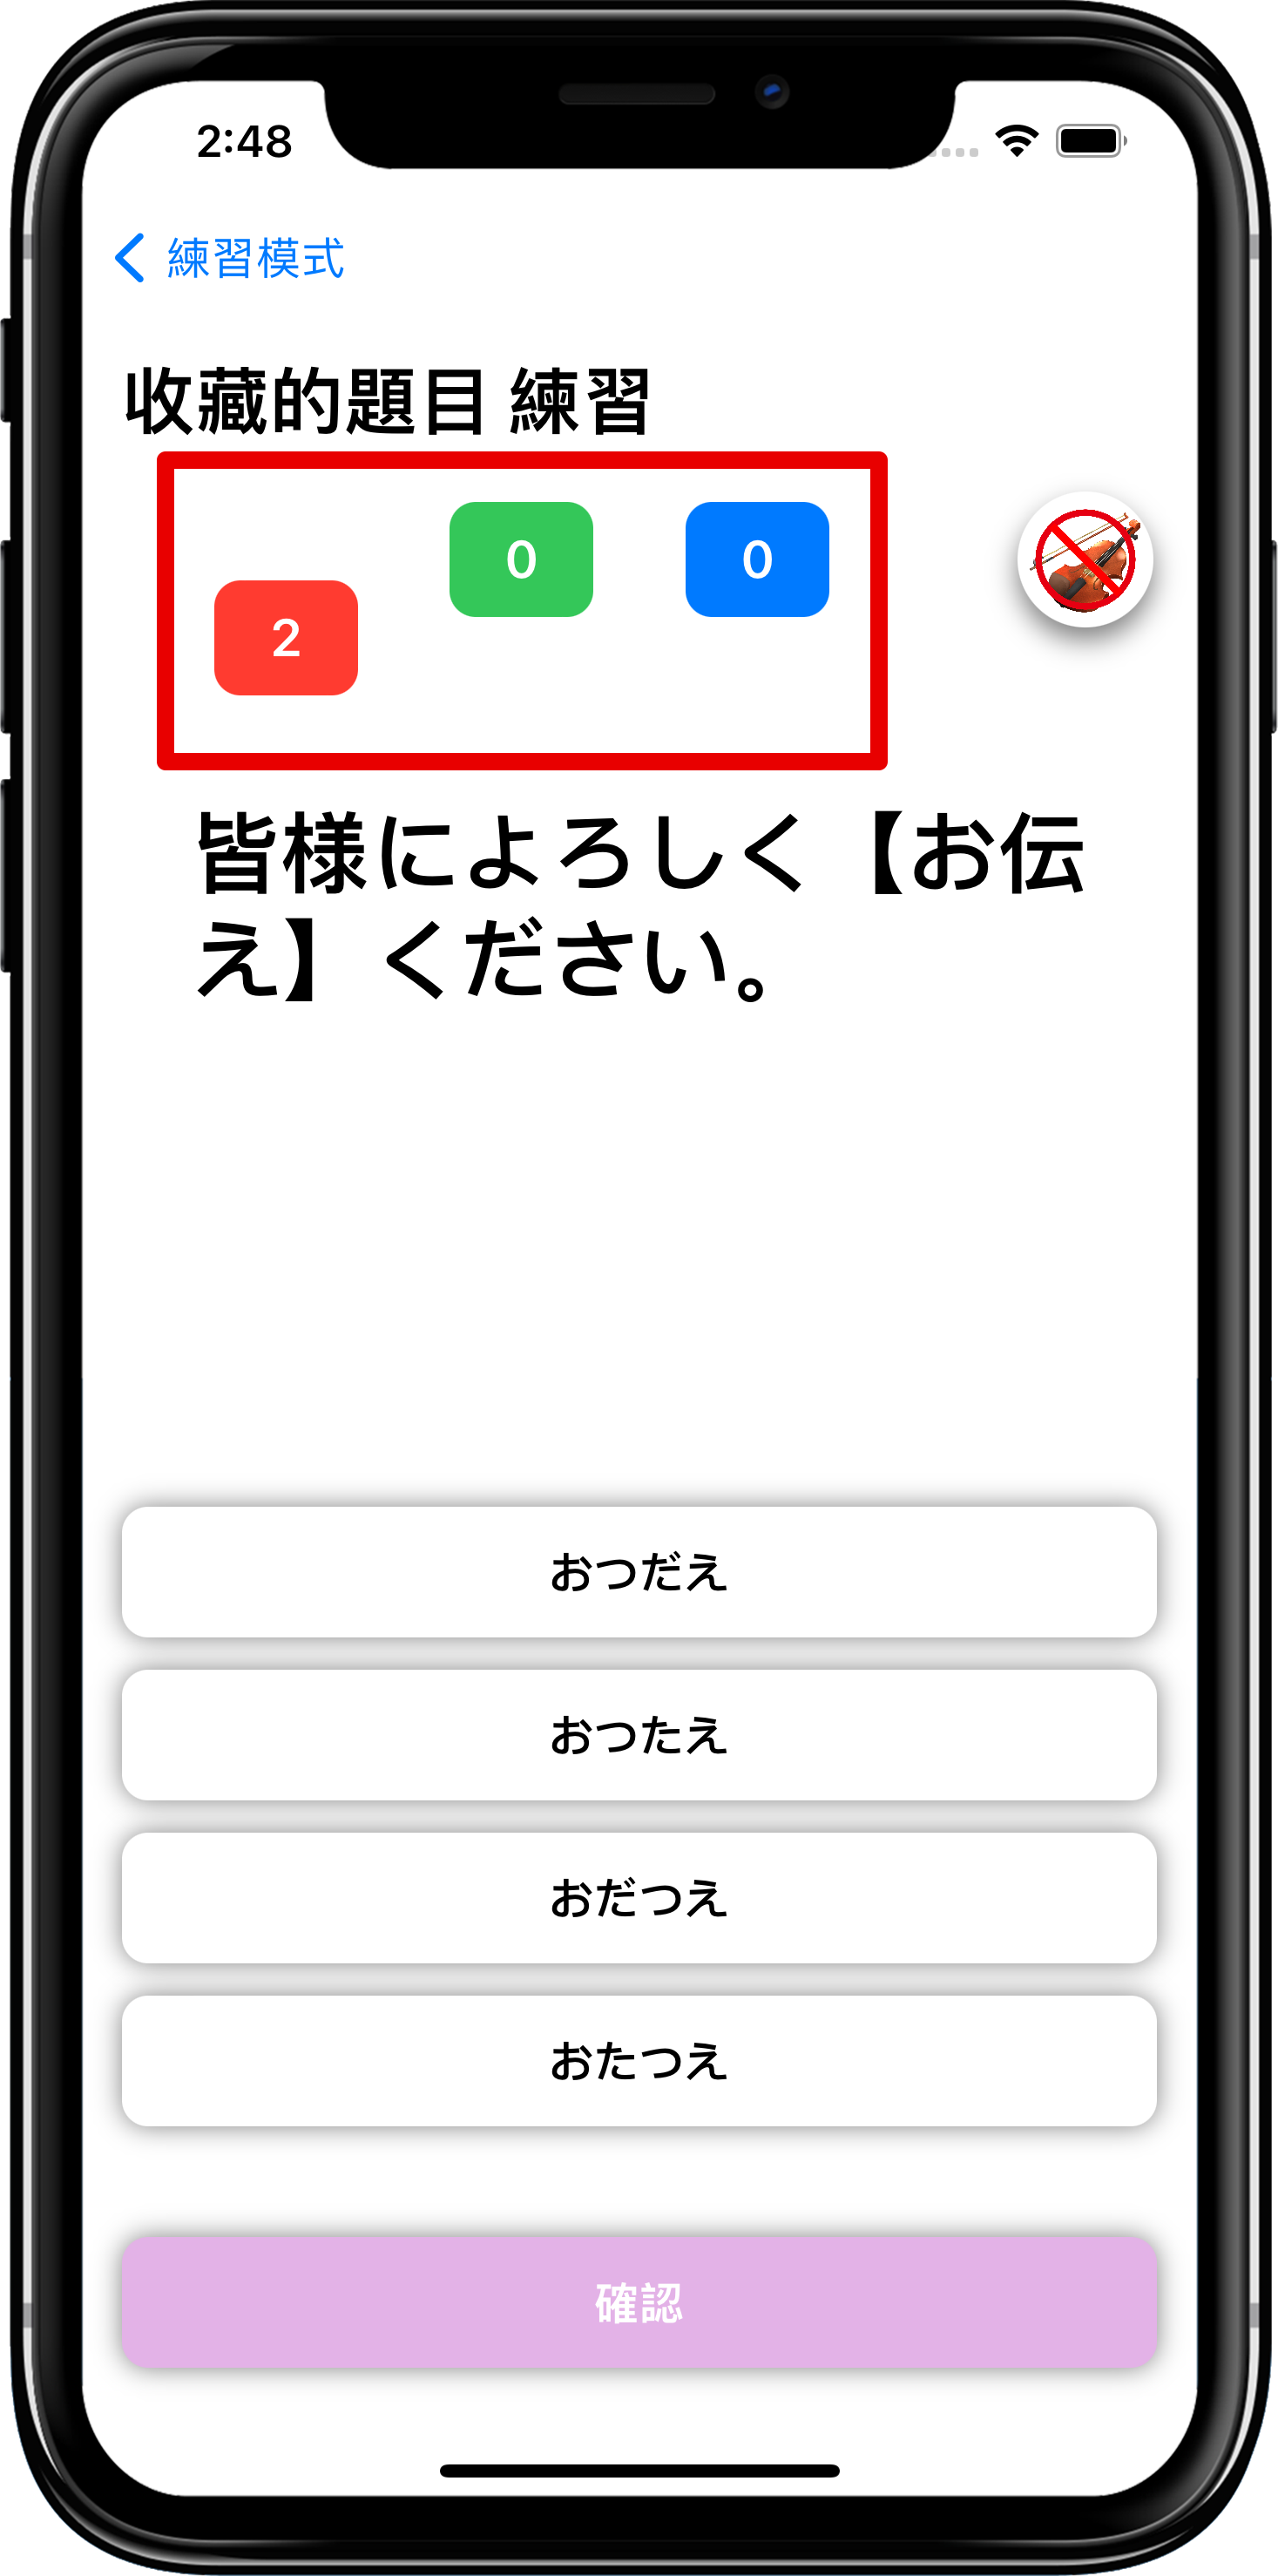 2:48
練習模式
收藏的題目 練習
2
0
0
皆様によろしく【お伝
え】ください。
おつだえ
おつたえ
おだつえ
おたつえ
確認